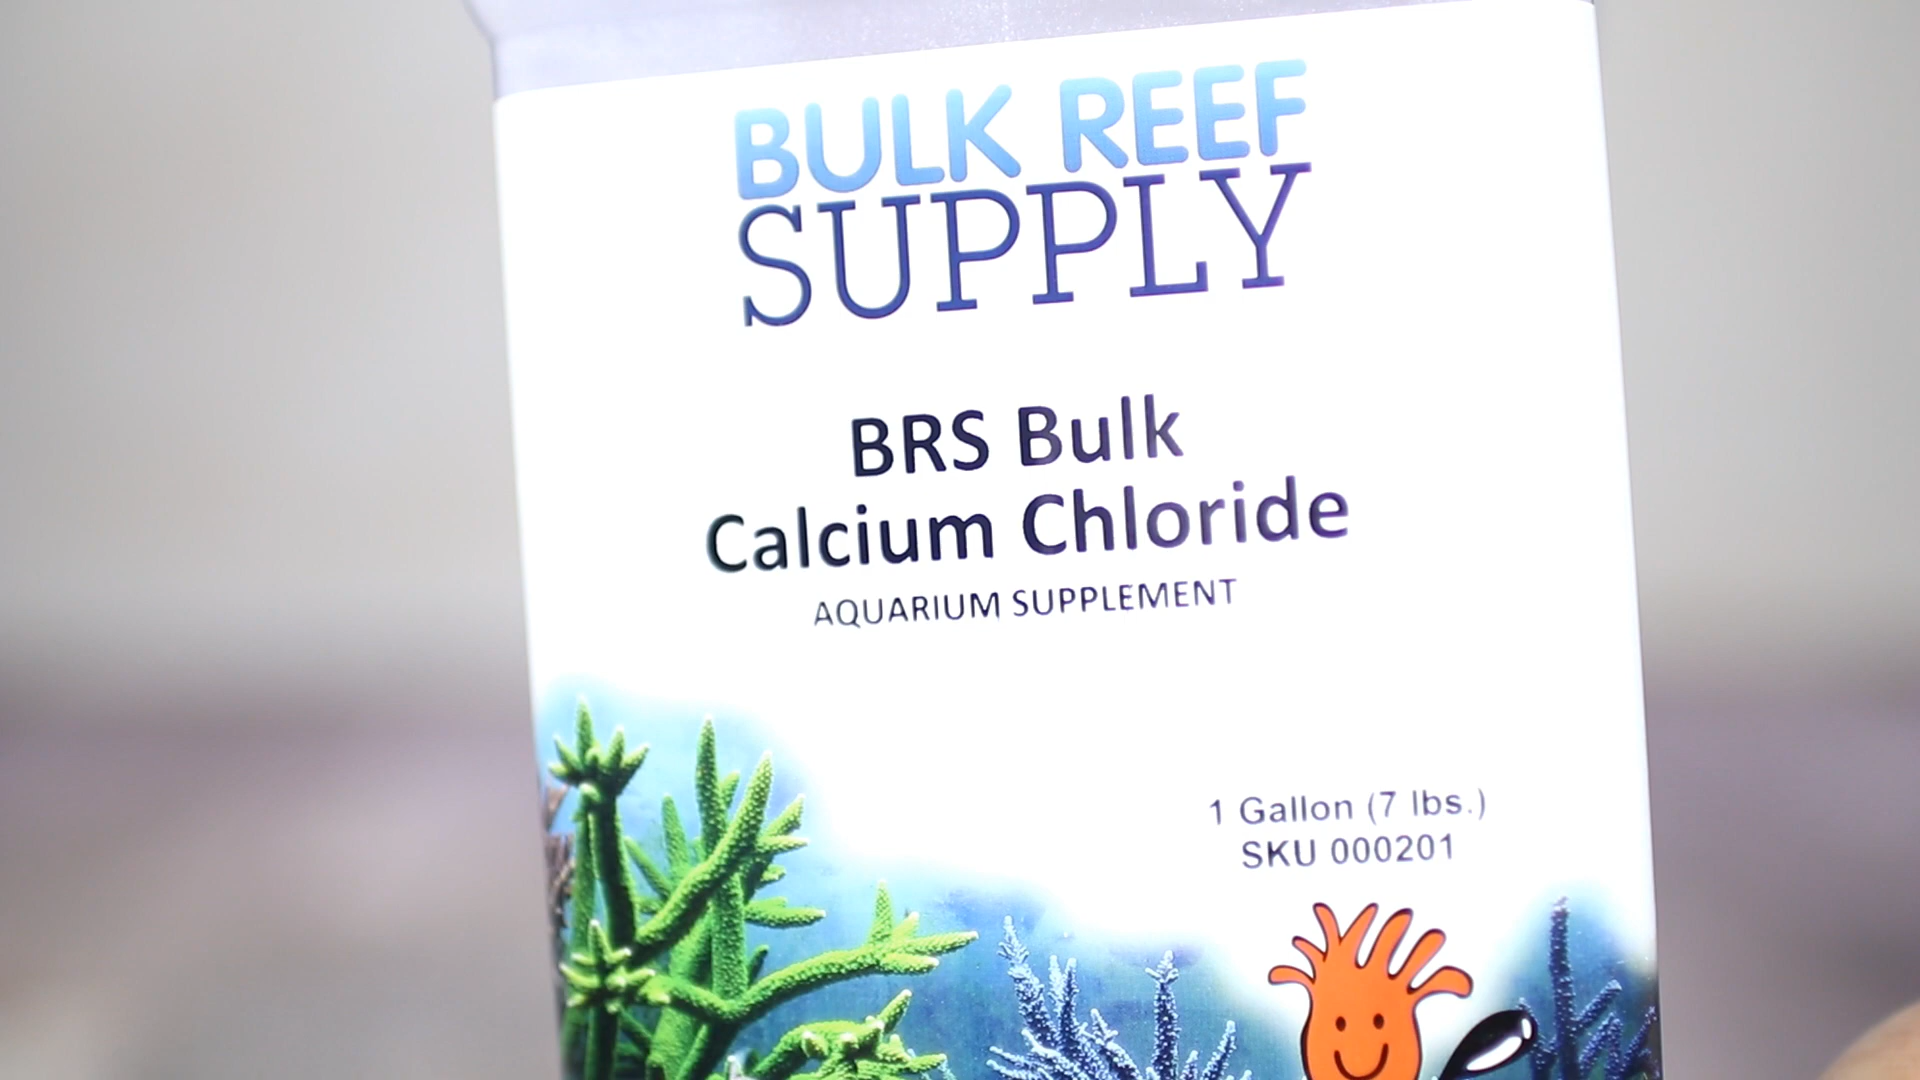 BULK REEF
SUPPLY
BRS Bulk
Calcium Chloride
AQUARIUM SUPPLEMENT
1 Gallon (7 lbs.)
SKU 000201